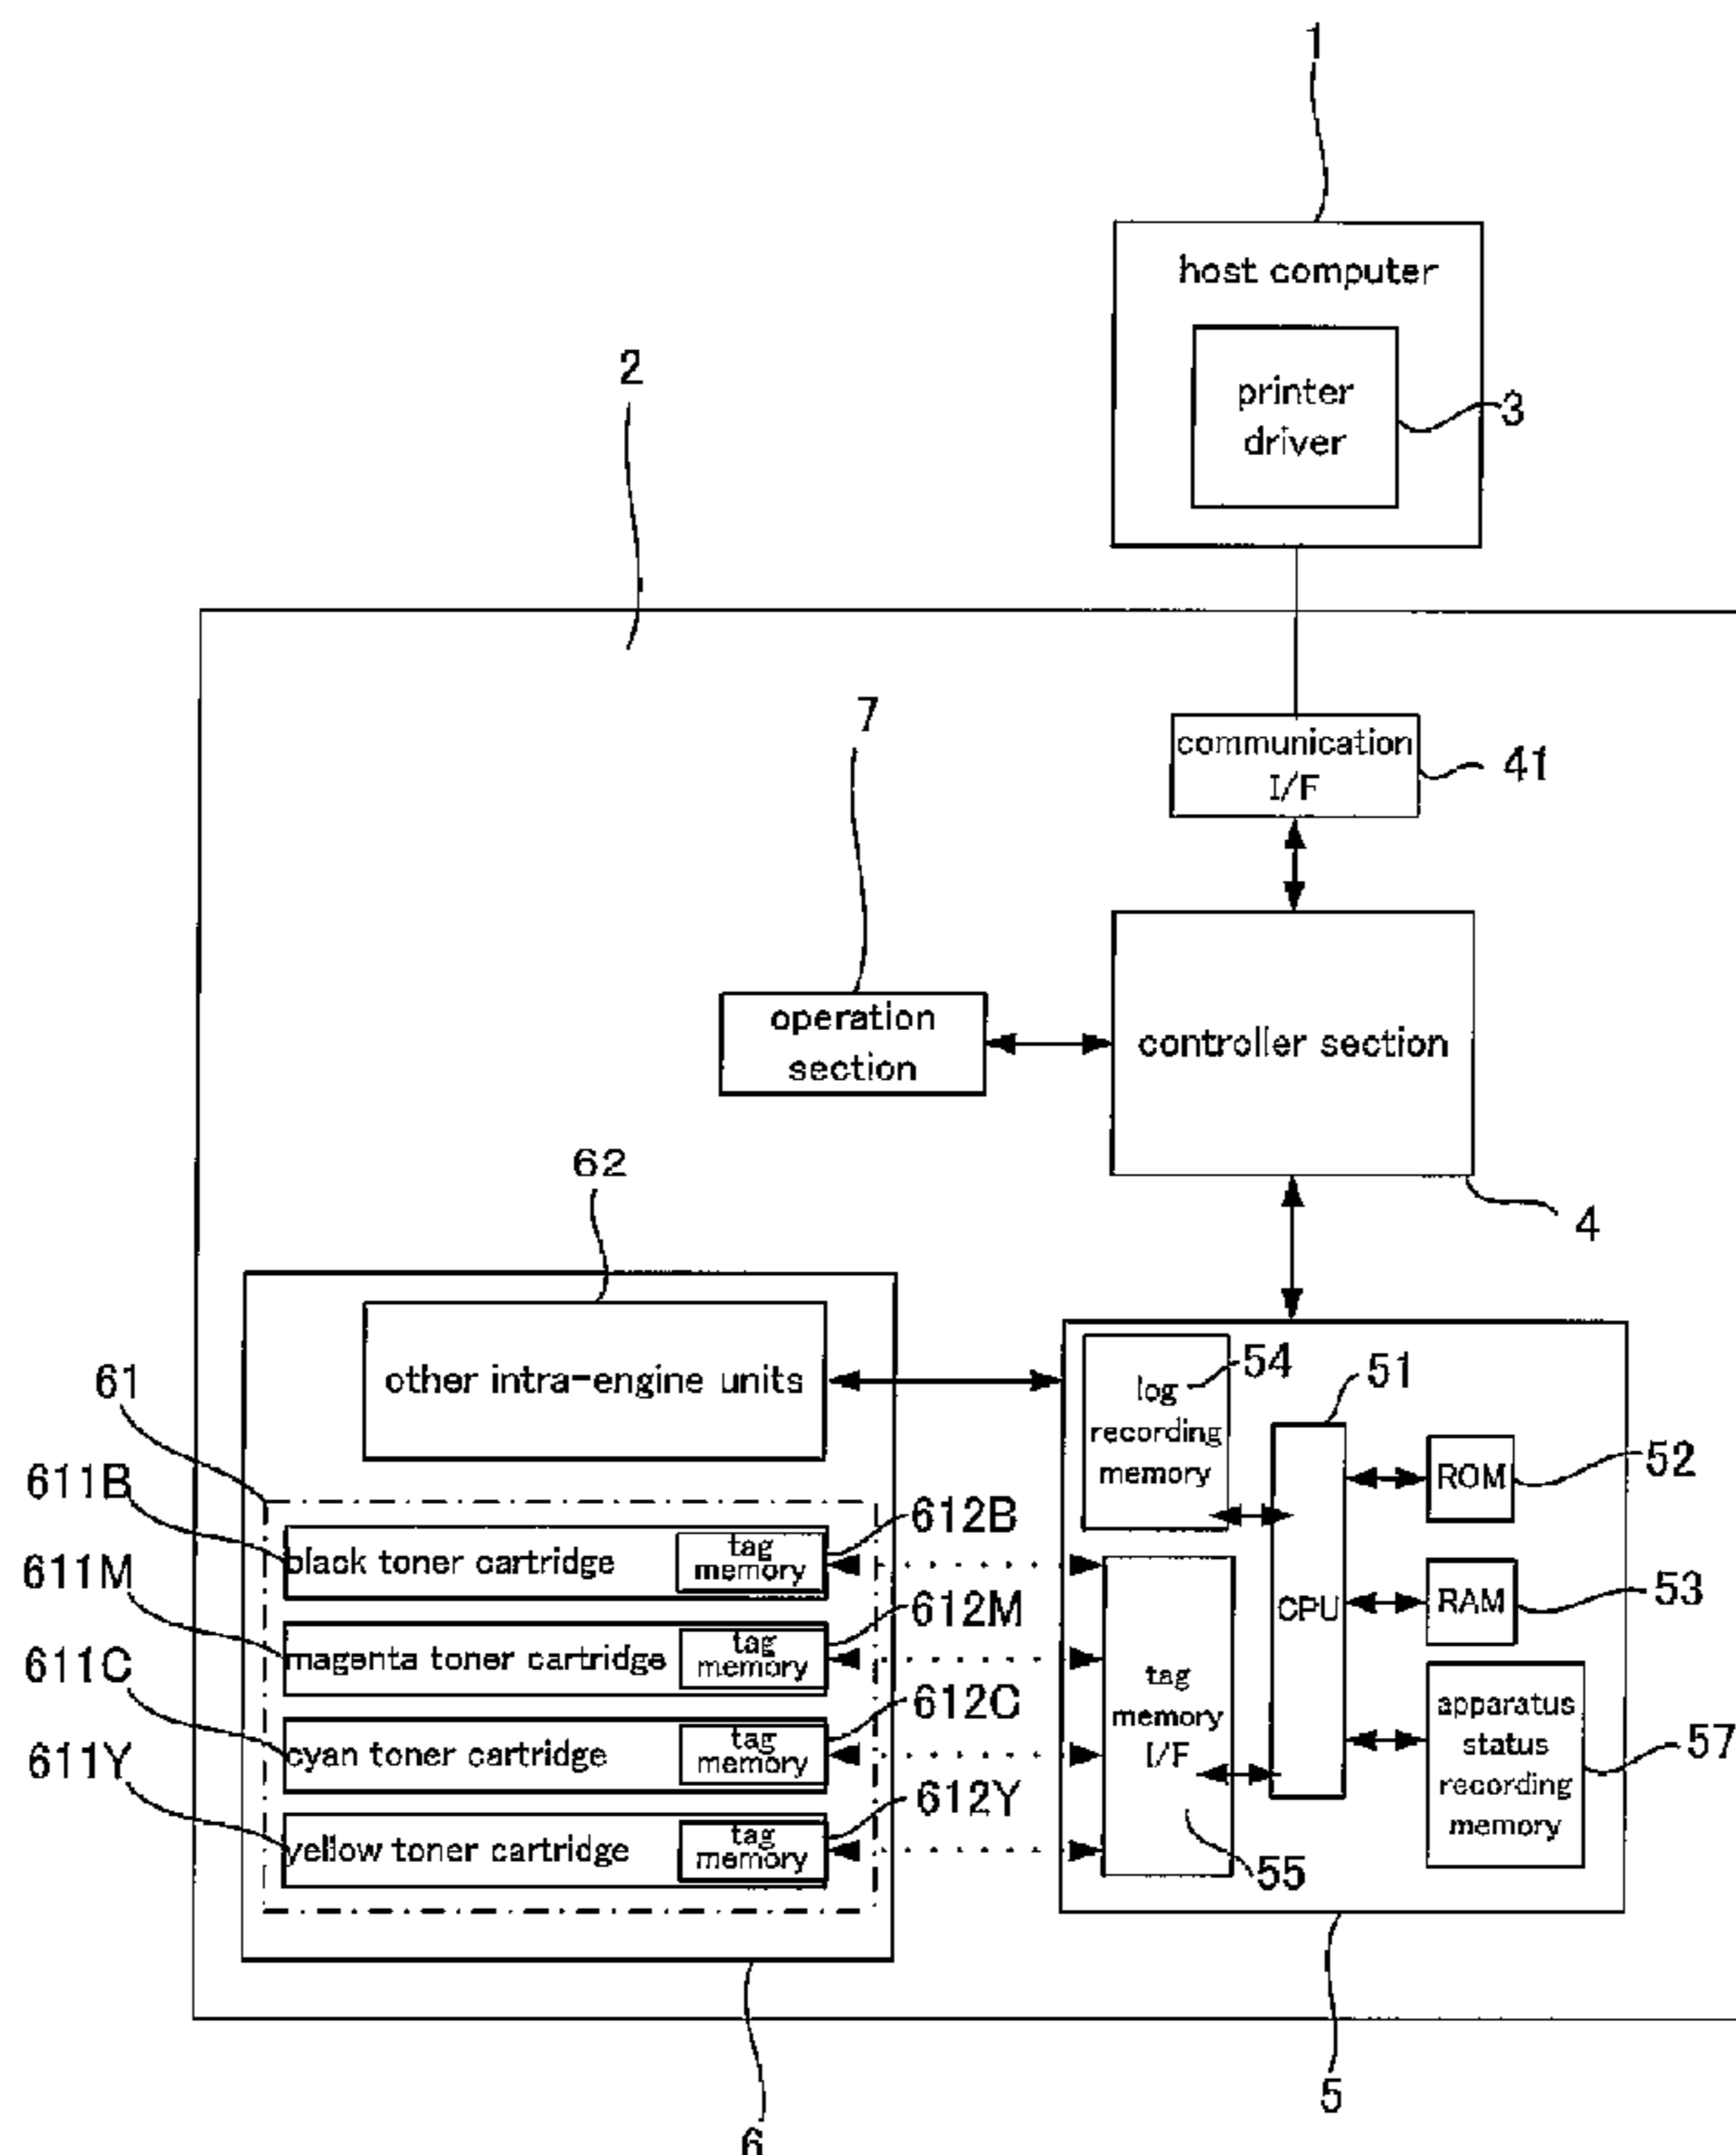 1
host computer
printer
driver
3
2
7
communication
I/F
41
operation
section
controller section
4
62
other intra-engine units
61
611B
black toner cartridge
tag
memory
612B
611M
magenta toner cartridge
tag
memory
612M
611C
cyan toner cartridge
tag
memory
612C
611Y
yellow toner cartridge
tag
memory
612Y
6
log
recording
memory
54
51
CPU
ROM
52
RAM
53
tag
memory
I/F
55
apparatus
status
recording
memory
57
5